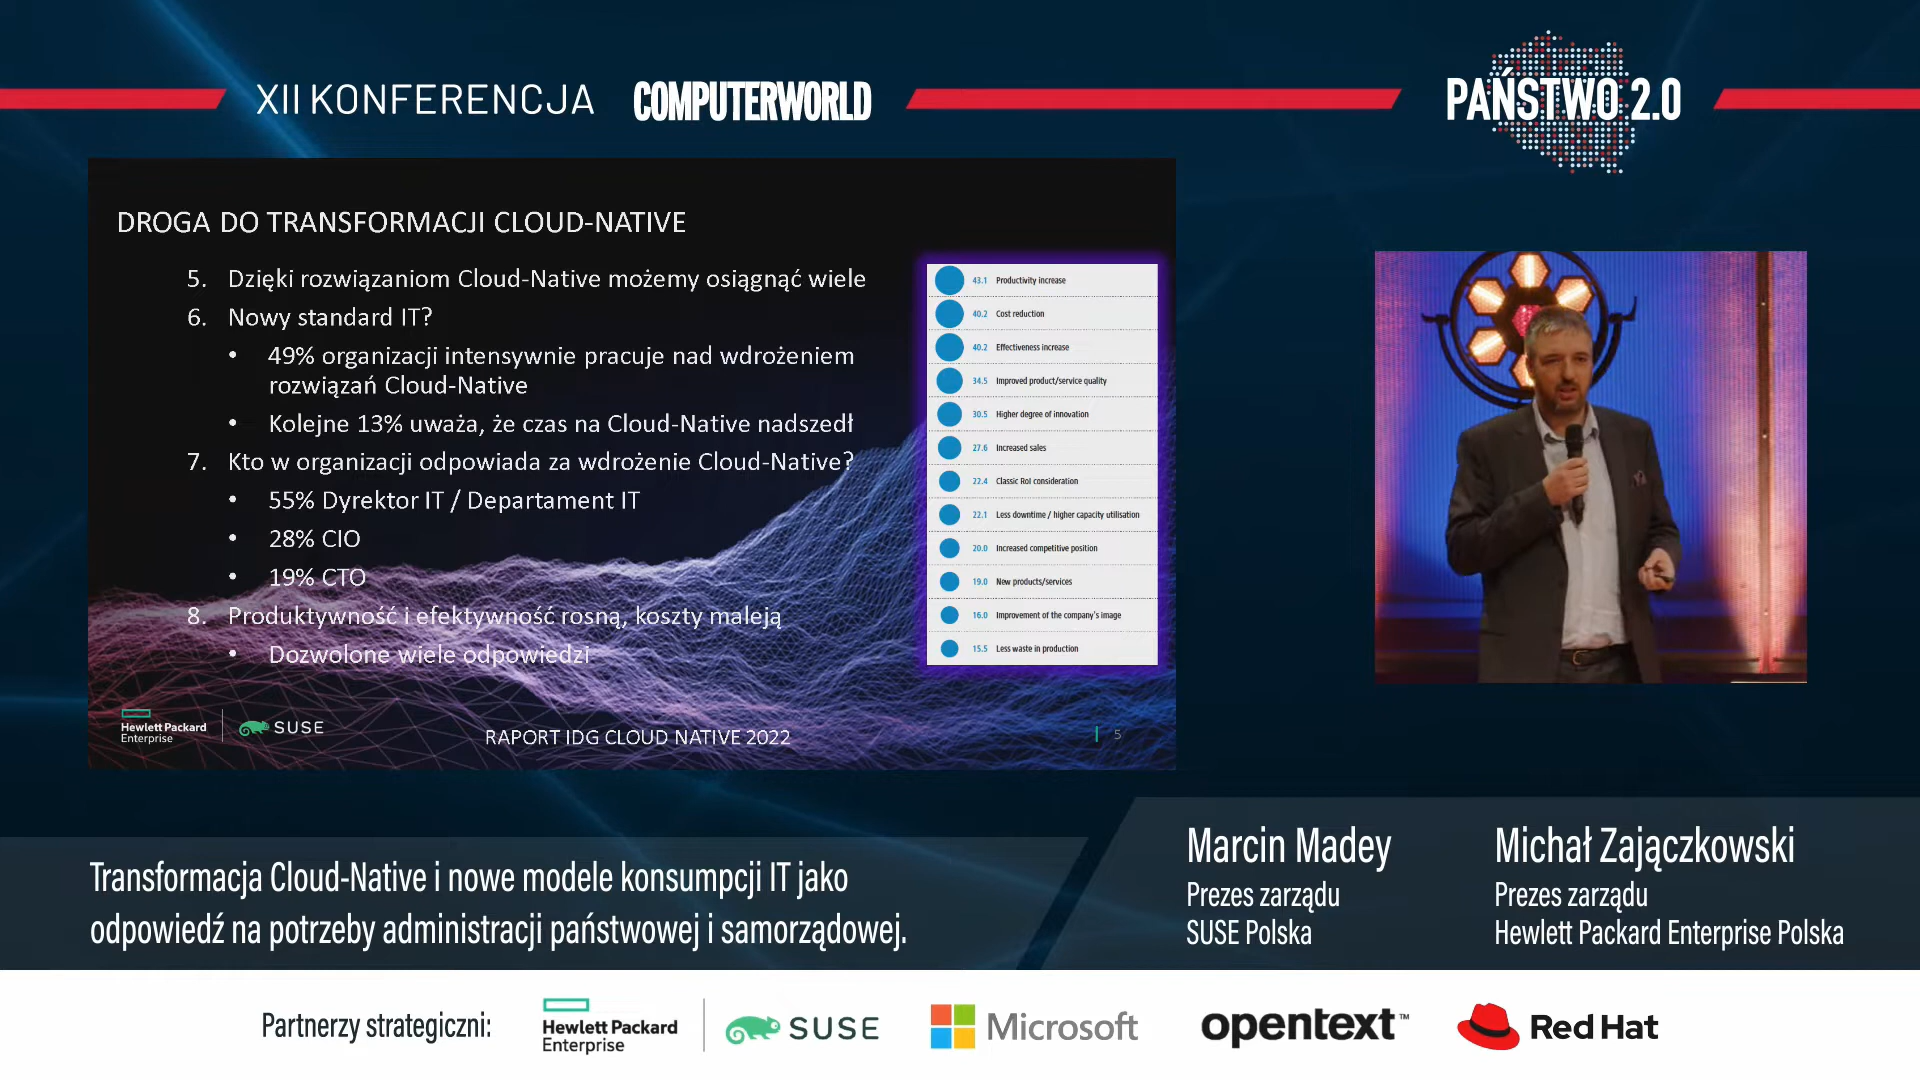 XII KONFERENCJA COMPUTERWORLD
PAŃSTWO 2.0
DROGA DO TRANSFORMACJI CLOUD-NATIVE
5. Dzięki rozwiązaniom Cloud-Native możemy osiągnąć wiele
6. Nowy standard IT?
• 49% organizacji intensywnie pracuje nad wdrożeniem
rozwiązań Cloud-Native
• Kolejne 13% uważa, że czas na Cloud-Native nadszedł
7. Kto w organizacji odpowiada za wdrożenie Cloud-Native?
• 55% Dyrektor IT / Departament IT
• 28% CIO
• 19% CTO
8. Produktywność i efektywność rosną, koszty maleją
• Dozwolone wiele odpowiedzi
43.1 Productivity increase
40.2 Cost reduction
40.2 Effectiveness increase
34.5 Improved product/service quality
30.5 Higher degree of innovation
27.6 Increased sales
22.4 Classic RoI consideration
22.1 Less downtime / higher capacity utilisation
20.0 Increased competitive position
19.0 New products/services
16.0 Improvement of the company's image
15.5 Less waste in production
Hewlett Packard
Enterprise
SUSE
RAPORT IDG CLOUD NATIVE 2022
5
Transformacja Cloud-Native i nowe modele konsumpcji IT jako
odpowiedź na potrzeby administracji państwowej i samorządowej.
Marcin Madey
Prezes zarządu
SUSE Polska
Michał Zajączkowski
Prezes zarządu
Hewlett Packard Enterprise Polska
Partnerzy strategiczni:
Hewlett Packard
Enterprise
SUSE
Microsoft
opentext™
Red Hat